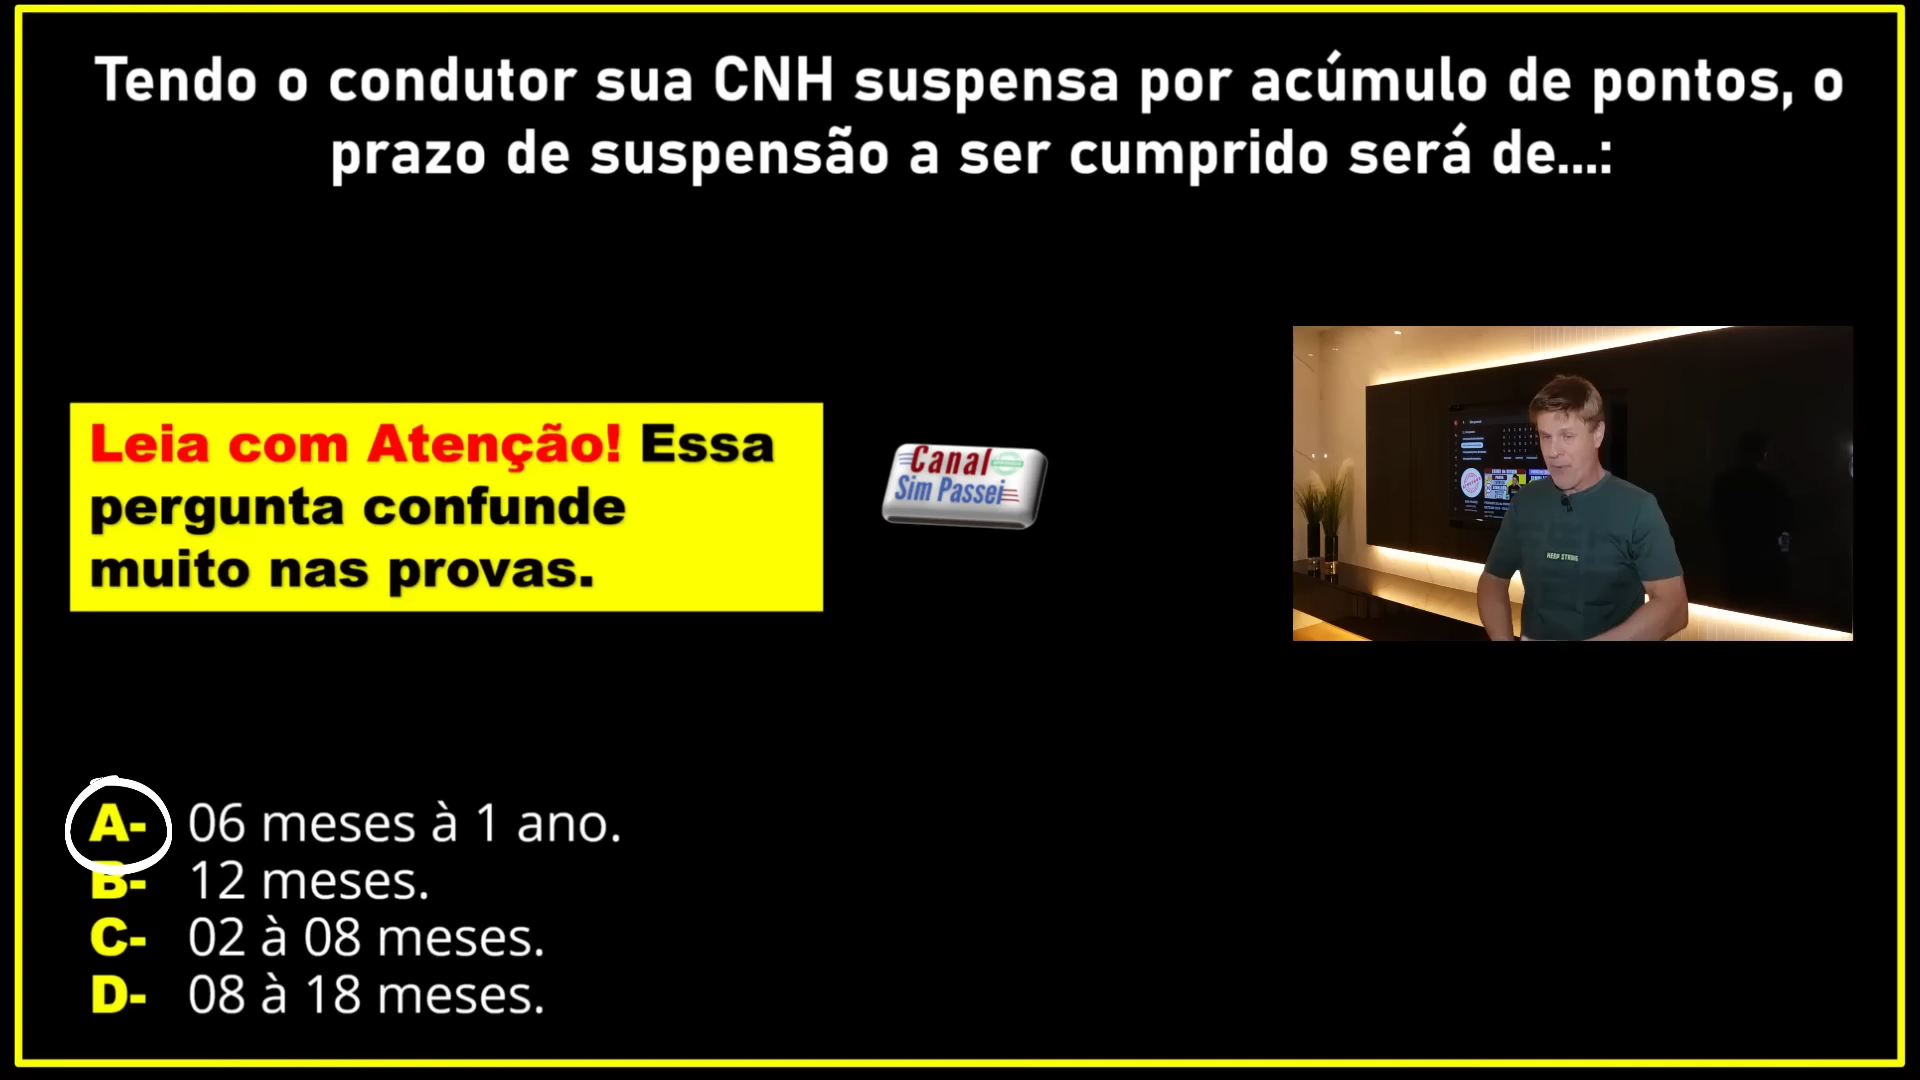 Tendo o condutor sua CNH suspensa por acúmulo de pontos, o
prazo de suspensão a ser cumprido será de...:
Leia com Atenção! Essa
pergunta confunde
muito nas provas.
Canal
Sim Passei
A- 06 meses à 1 ano.
B- 12 meses.
C- 02 à 08 meses.
D- 08 à 18 meses.